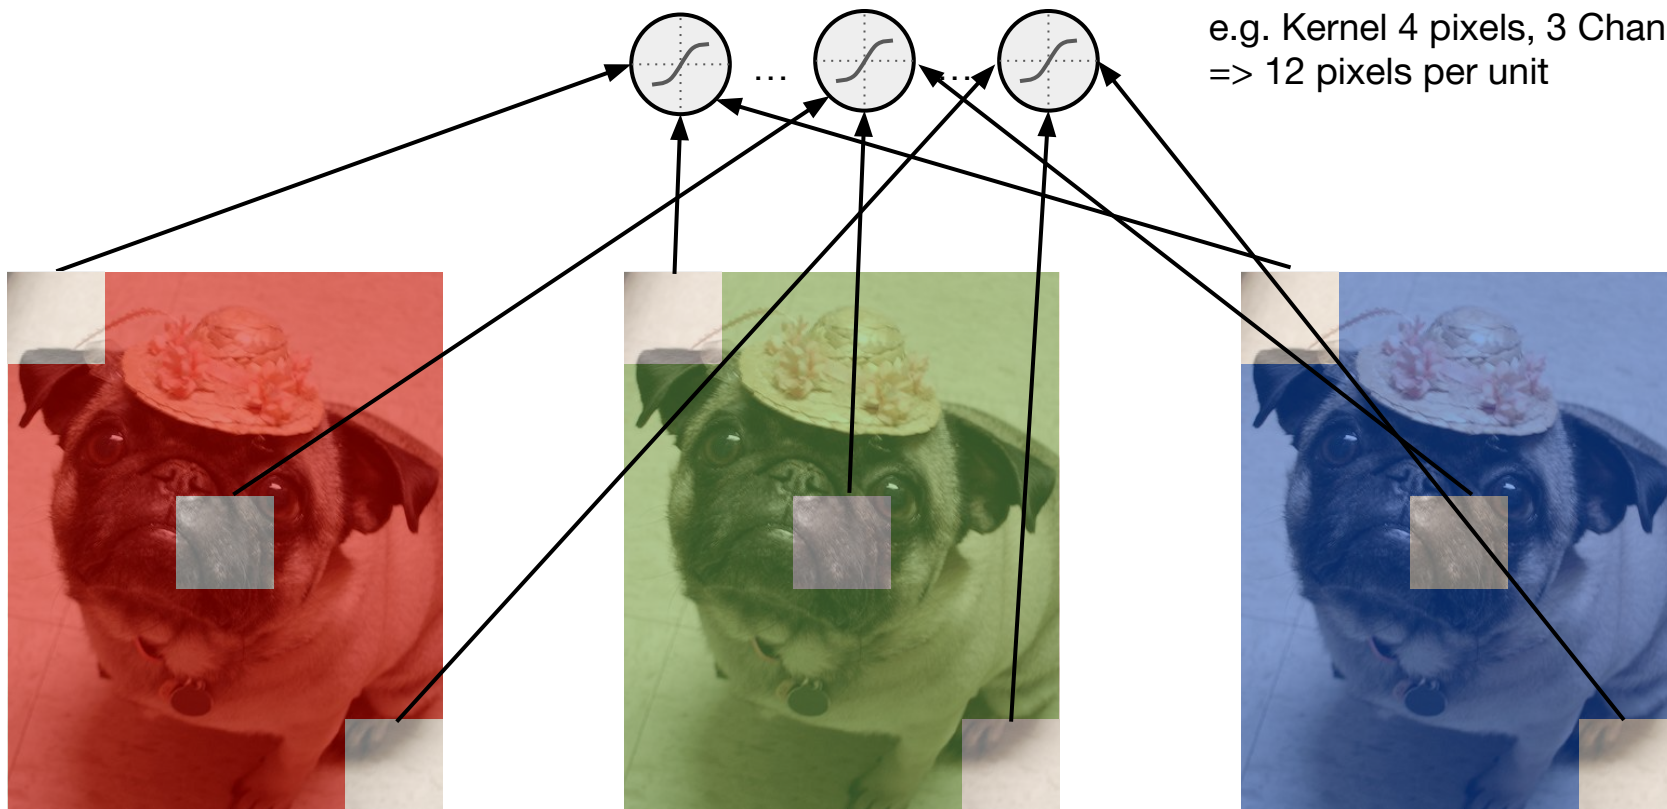 e.g. Kernel 4 pixels, 3 Chan
=> 12 pixels per unit
... ...